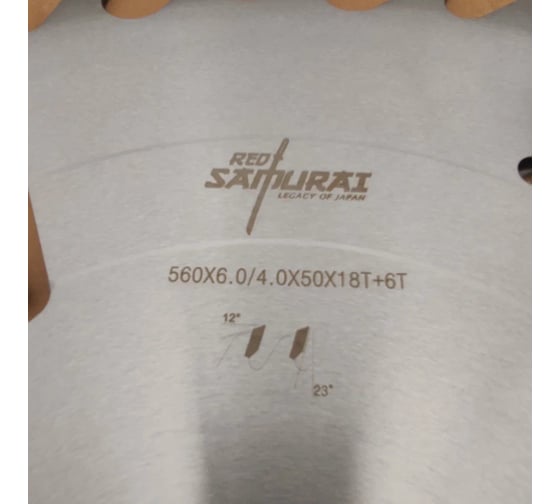 RED
SAMURAI
LEGACY OF JAPAN
560X6.0/4.0X50X18T+6T
12°
23°